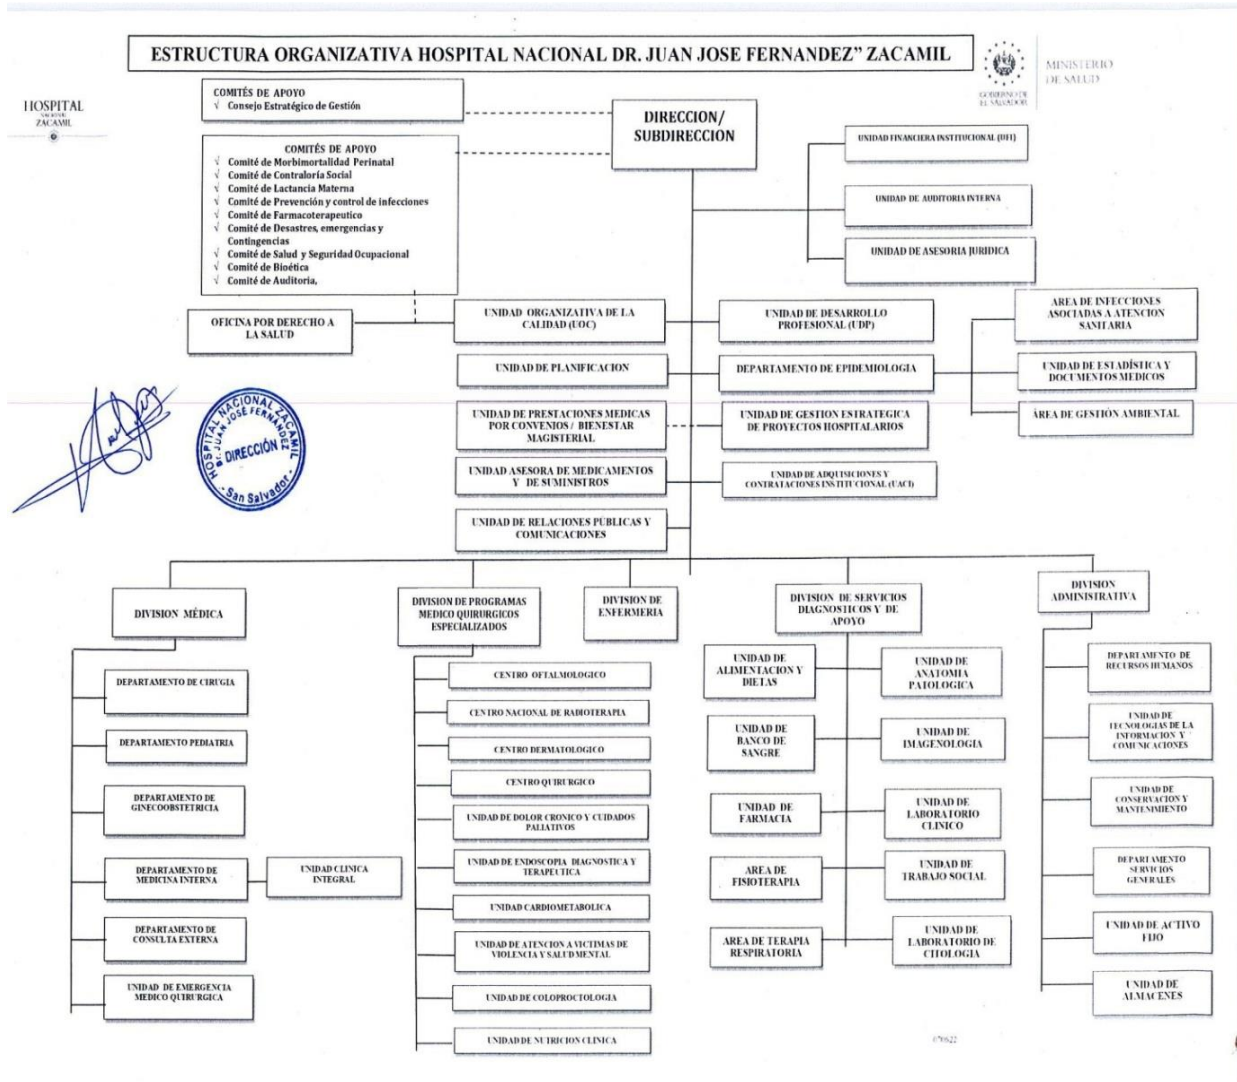 ESTRUCTURA ORGANIZATIVA HOSPITAL NACIONAL DR. JUAN JOSE FERNANDEZ” ZACAMIL
HOSPITAL
NACIONAL
ZACAMIL
GOBIERNO DE
EL SALVADOR
MINISTERIO
DE SALUD
COMITÉS DE APOYO
√ Consejo Estratégico de Gestión
DIRECCION/
SUBDIRECCION
COMITÉS DE APOYO
√ Comité de Morbimortalidad Perinatal
√ Comité de Contraloría Social
√ Comité de Lactancia Materna
√ Comité de Prevención y control de infecciones
√ Comité de Farmacoterapeutico
√ Comité de Desastres, emergencias y
Contingencias
√ Comité de Salud y Seguridad Ocupacional
√ Comité de Bioética
√ Comité de Auditoria,
UNIDAD FINANCIERA INSTITUCIONAL (UFI)
UNIDAD DE AUDITORIA INTERNA
UNIDAD DE ASESORIA JURIDICA
OFICINA POR DERECHO A
LA SALUD
UNIDAD ORGANIZATIVA DE LA
CALIDAD (UOC)
UNIDAD DE DESARROLLO
PROFESIONAL (UDP)
AREA DE INFECCIONES
ASOCIADAS A ATENCION
SANITARIA
UNIDAD DE PLANIFICACION
DEPARTAMENTO DE EPIDEMIOLOGIA
UNIDAD DE ESTADÍSTICA Y
DOCUMENTOS MEDICOS
UNIDAD DE PRESTACIONES MEDICAS
POR CONVENIOS / BIENESTAR
MAGISTERIAL
UNIDAD DE GESTION ESTRATEGICA
DE PROYECTOS HOSPITALARIOS
ÁREA DE GESTIÓN AMBIENTAL
UNIDAD ASESORA DE MEDICAMENTOS
Y DE SUMINISTROS
UNIDAD DE ADQUISICIONES Y
CONTRATACIONES INSTITUCIONAL (UACI)
UNIDAD DE RELACIONES PÚBLICAS Y
COMUNICACIONES
HOSPITAL NACIONAL ZACAMIL
Dr. JUAN JOSÉ FERNÁNDEZ
DIRECCIÓN
- San Salvador -
DIVISION MÉDICA
DEPARTAMENTO DE CIRUGIA
DEPARTAMENTO PEDIATRIA
DEPARTAMENTO DE
GINECOOBSTETRICIA
DEPARTAMENTO DE
MEDICINA INTERNA
UNIDAD CLINICA
INTEGRAL
DEPARTAMENTO DE
CONSULTA EXTERNA
UNIDAD DE EMERGENCIA
MEDICO QUIRURGICA
DIVISION DE PROGRAMAS
MEDICO QUIRURGICOS
ESPECIALIZADOS
CENTRO OFTALMOLOGICO
CENTRO NACIONAL DE RADIOTERAPIA
CENTRO DERMATOLOGICO
CENTRO QUIRURGICO
UNIDAD DE DOLOR CRONICO Y CUIDADOS
PALIATIVOS
UNIDAD DE ENDOSCOPIA DIAGNOSTICA Y
TERAPEUTICA
UNIDAD CARDIOMETABOLICA
UNIDAD DE ATENCION A VICTIMAS DE
VIOLENCIA Y SALUD MENTAL
UNIDAD DE COLOPROCTOLOGIA
UNIDAD DE NUTRICION CLINICA
DIVISION DE
ENFERMERIA
DIVISION DE SERVICIOS
DIAGNOSTICOS Y DE
APOYO
UNIDAD DE
ALIMENTACION Y
DIETAS
UNIDAD DE
ANATOMIA
PATOLOGICA
UNIDAD DE
BANCO DE
SANGRE
UNIDAD DE
IMAGENOLOGIA
UNIDAD DE
FARMACIA
UNIDAD DE
LABORATORIO
CLINICO
AREA DE
FISIOTERAPIA
UNIDAD DE
TRABAJO SOCIAL
AREA DE TERAPIA
RESPIRATORIA
UNIDAD DE
LABORATORIO DE
CITOLOGIA
DIVISION
ADMINISTRATIVA
DEPARTAMENTO DE
RECURSOS HUMANOS
UNIDAD DE
TECNOLOGIAS DE LA
INFORMACION Y
COMUNICACIONES
UNIDAD DE
CONSERVACION Y
MANTENIMIENTO
DEPARTAMENTO
SERVICIOS
GENERALES
UNIDAD DE ACTIVO
FIJO
UNIDAD DE
ALMACENES